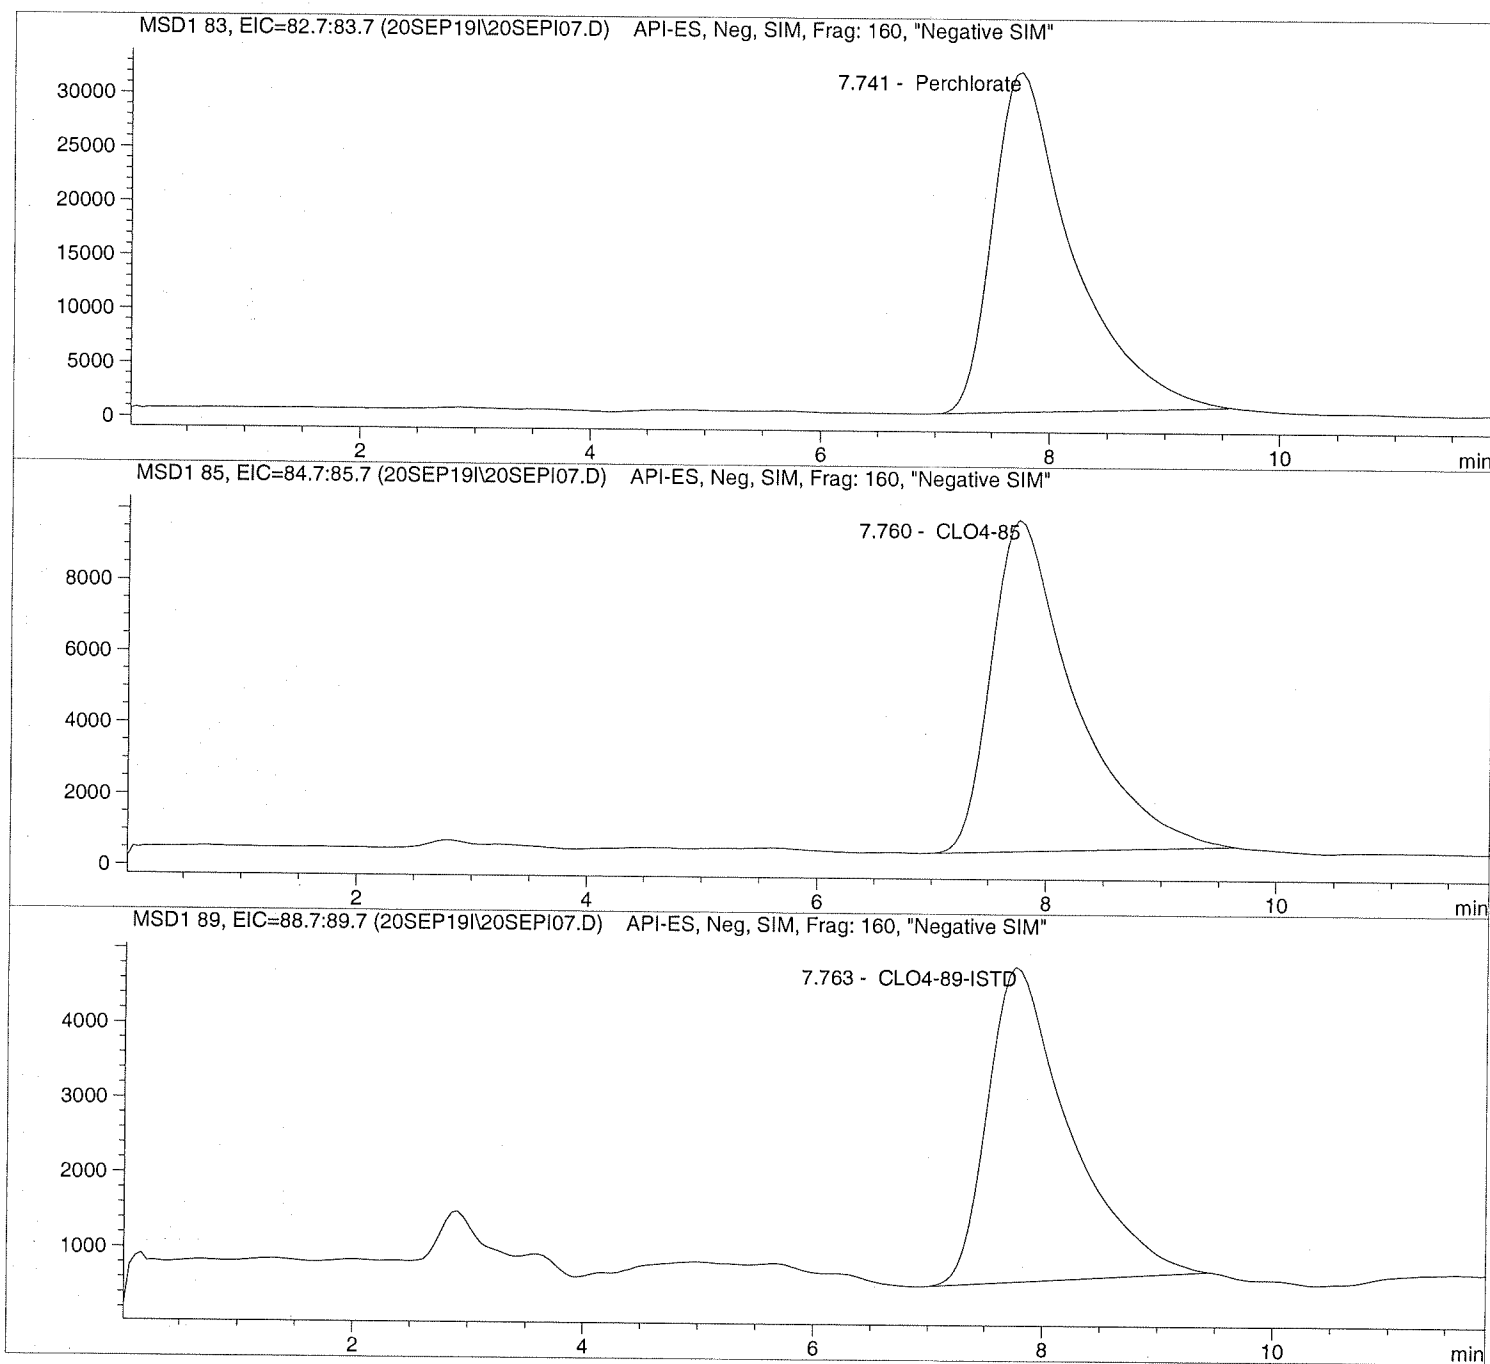 MSD1 83, EIC=82.7:83.7 (20SEP19I\20SEPI07.D) API-ES, Neg, SIM, Frag: 160, "Negative SIM"
7.741 - Perchlorate
30000
25000
20000
15000
10000
5000
0
2 4 6 8 10 min
MSD1 85, EIC=84.7:85.7 (20SEP19I\20SEPI07.D) API-ES, Neg, SIM, Frag: 160, "Negative SIM"
7.760 - CLO4-85
8000
6000
4000
2000
0
2 4 6 8 10 min
MSD1 89, EIC=88.7:89.7 (20SEP19I\20SEPI07.D) API-ES, Neg, SIM, Frag: 160, "Negative SIM"
7.763 - CLO4-89-ISTD
4000
3000
2000
1000
2 4 6 8 10 min